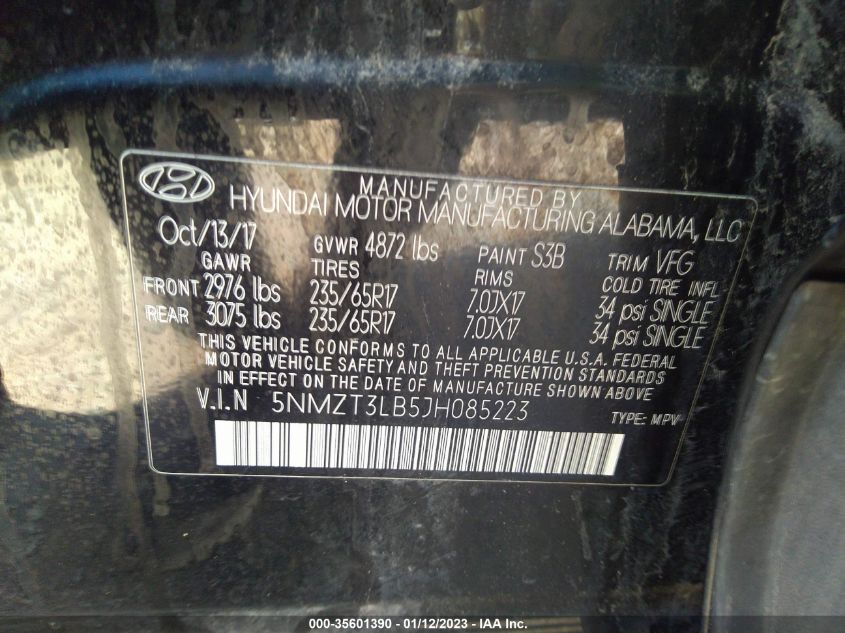 MANUFACTURED BY
HYUNDAI MOTOR MANUFACTURING ALABAMA, LLC
Oct/13/17 GVWR 4872 lbs PAINT S3B TRIM VFG
GAWR TIRES RIMS COLD TIRE INFL
FRONT 2976 lbs 235/65R17 7.0JX17 34 psi SINGLE
REAR 3075 lbs 235/65R17 7.0JX17 34 psi SINGLE
THIS VEHICLE CONFORMS TO ALL APPLICABLE U.S.A. FEDERAL
MOTOR VEHICLE SAFETY AND THEFT PREVENTION STANDARDS
IN EFFECT ON THE DATE OF MANUFACTURE SHOWN ABOVE.
V.I.N 5NMZT3LB5JH085223 TYPE: MPV
000-35601390 - 01/12/2023 - IAA Inc.